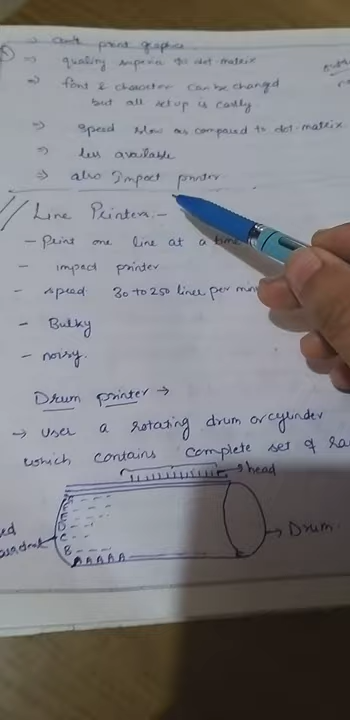 → can't print graphics
⇒ quality superior to dot-matrix
⇒ font & character can be changed
but all set up is costly
⇒ speed slow as compared to dot-matrix
⇒ less available
⇒ also Impact printer
Line Printers:-
- Print one line at a time
- impact printer
- speed 30 to 250 lines per min
- Bulky
- noisy.
Drum printer →
→ Uses a rotating drum or cylinder
which contains complete set of
→ head
→ Drum
A A A A A